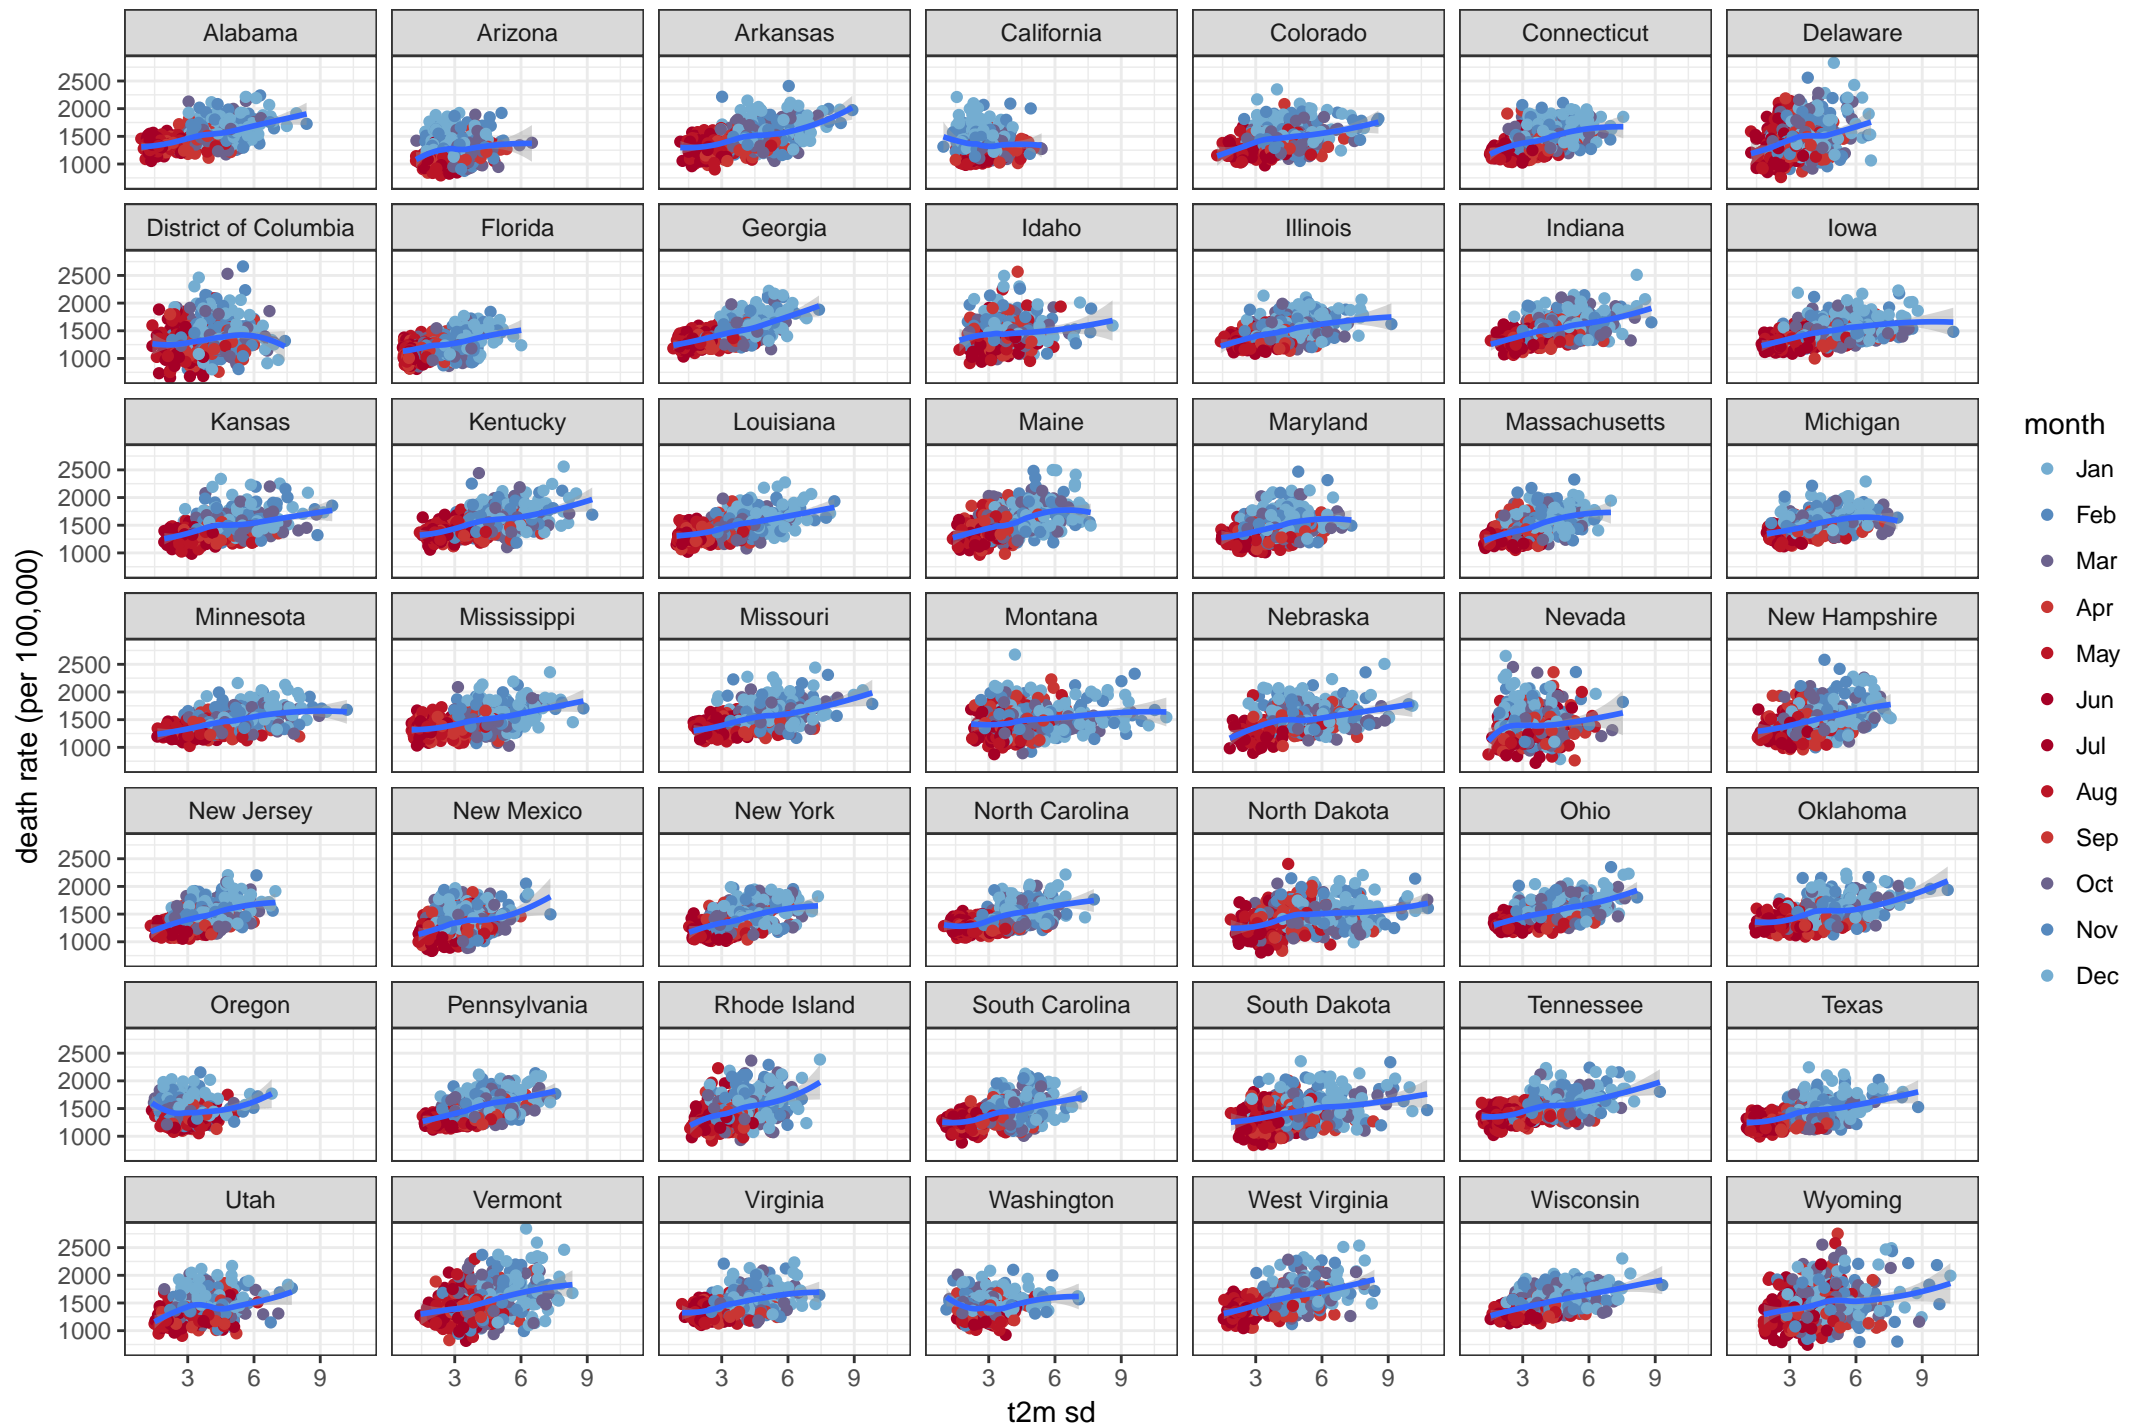 Alabama Arizona Arkansas California Colorado Connecticut Delaware
2500
2000
1500
1000
District of Columbia Florida Georgia Idaho Illinois Indiana Iowa
2500
2000
1500
1000
Kansas Kentucky Louisiana Maine Maryland Massachusetts Michigan
2500
2000
1500
1000
Minnesota Mississippi Missouri Montana Nebraska Nevada New Hampshire
2500
2000
1500
1000
New Jersey New Mexico New York North Carolina North Dakota Ohio Oklahoma
2500
2000
1500
1000
Oregon Pennsylvania Rhode Island South Carolina South Dakota Tennessee Texas
2500
2000
1500
1000
Utah Vermont Virginia Washington West Virginia Wisconsin Wyoming
2500
2000
1500
1000
3 6 9 3 6 9 3 6 9 3 6 9 3 6 9 3 6 9 3 6 9
t2m sd
death rate (per 100,000)
month
Jan
Feb
Mar
Apr
May
Jun
Jul
Aug
Sep
Oct
Nov
Dec